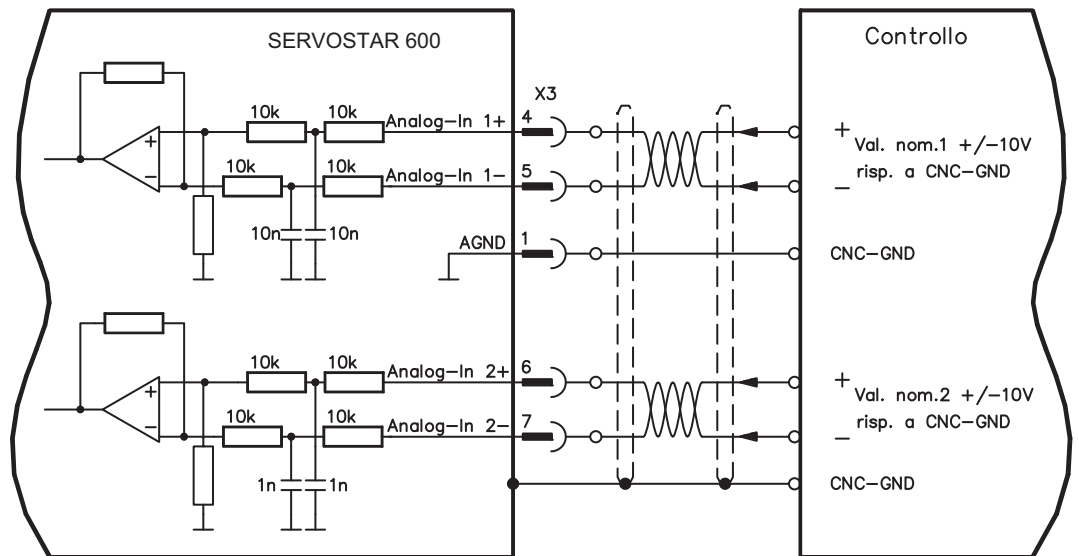 SERVOSTAR 600
Controllo
X3
10k
10k
Analog-In 1+
4
+
10k
10k
Analog-In 1-
5
-
10n
10n
AGND
1
+
Val. nom.1 +/-10V
risp. a CNC-GND
-
CNC-GND
10k
10k
Analog-In 2+
6
+
10k
10k
Analog-In 2-
7
-
1n
1n
+
Val. nom.2 +/-10V
risp. a CNC-GND
-
CNC-GND